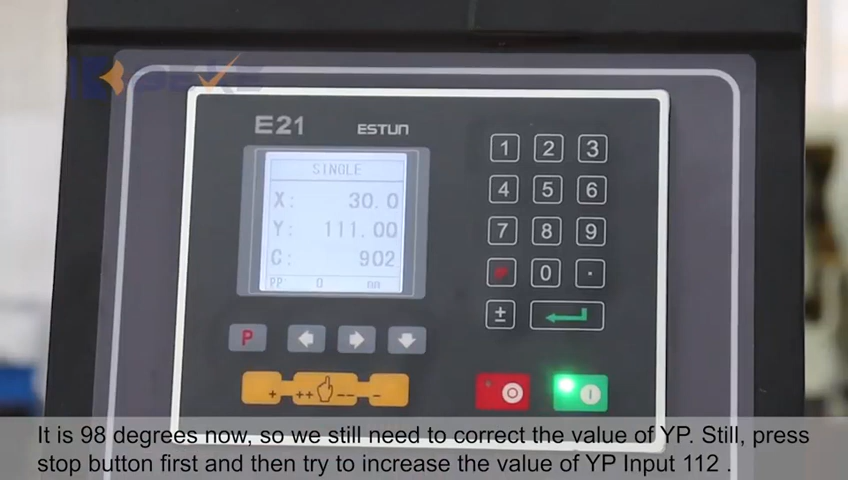 E21 ESTUN
SINGLE
X: 30.0
Y: 111.00
C: 902
PP 0 mm
1 2 3
4 5 6
7 8 9
0 .
±
P
+ ++ -- -
It is 98 degrees now, so we still need to correct the value of YP. Still, press
stop button first and then try to increase the value of YP Input 112 .